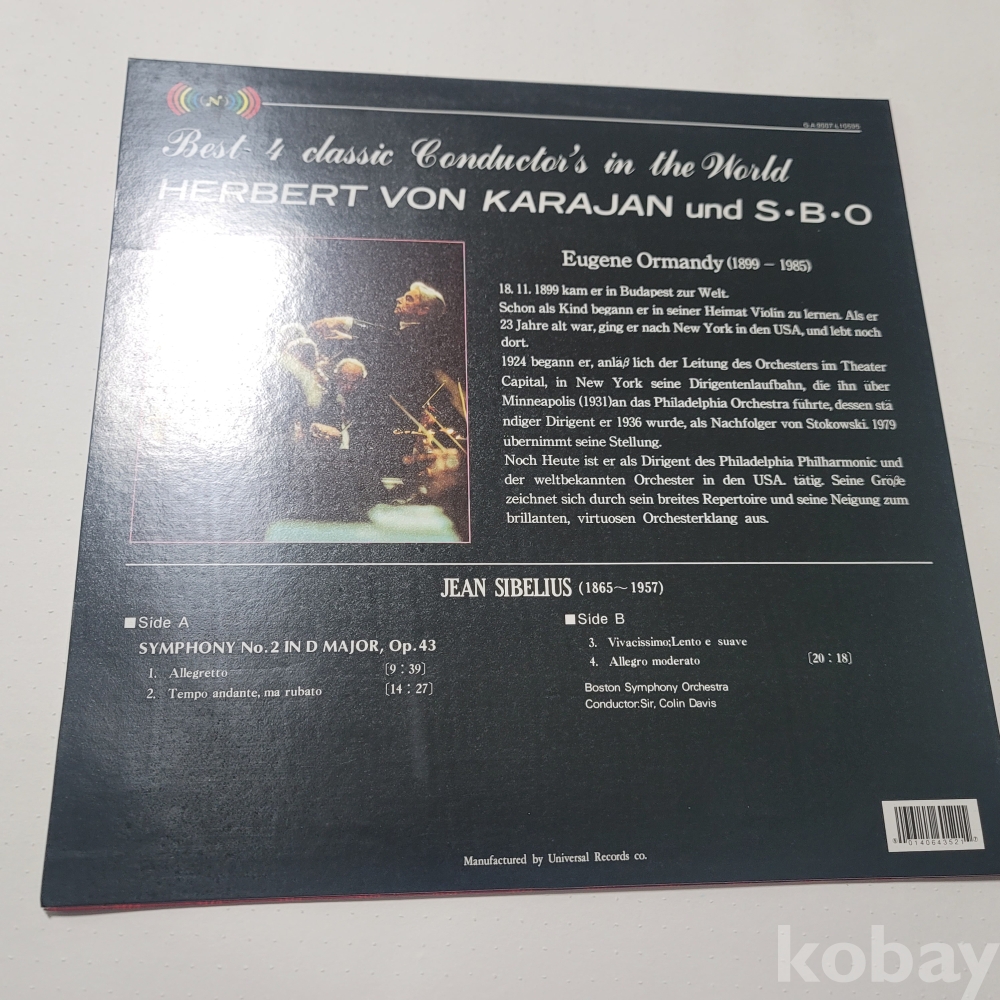 N
Best 4 classic Conductor's in the World
HERBERT VON KARAJAN und S•B•O
Eugene Ormandy (1899 – 1985)
18. 11. 1899 kam er in Budapest zur Welt.
Schon als Kind begann er in seiner Heimat Violin zu lernen. Als er
23 Jahre alt war, ging er nach New York in den USA, und lebt noch
dort.
1924 begann er, anläβ lich der Leitung des Orchesters im Theater
Capital, in New York seine Dirigentenlaufbahn, die ihn über
Minneapolis (1931)an das Philadelphia Orchestra führte, dessen stä
ndiger Dirigent er 1936 wurde, als Nachfolger von Stokowski. 1979
übernimmt seine Stellung.
Noch Heute ist er als Dirigent des Philadelphia Philharmonic und
der weltbekannten Orchester in den USA. tätig. Seine Gröβe
zeichnet sich durch sein breites Repertoire und seine Neigung zum
brillanten, virtuosen Orchesterklang aus.
JEAN SIBELIUS (1865~1957)
■Side A
SYMPHONY No. 2 IN D MAJOR, Op. 43
1. Allegretto [9 : 39]
2. Tempo andante, ma rubato [14 : 27]
■Side B
3. Vivacissimo;Lento e suave
4. Allegro moderato [20 : 18]
Boston Symphony Orchestra
Conductor:Sir, Colin Davis
Manufactured by Universal Records co.
kobay